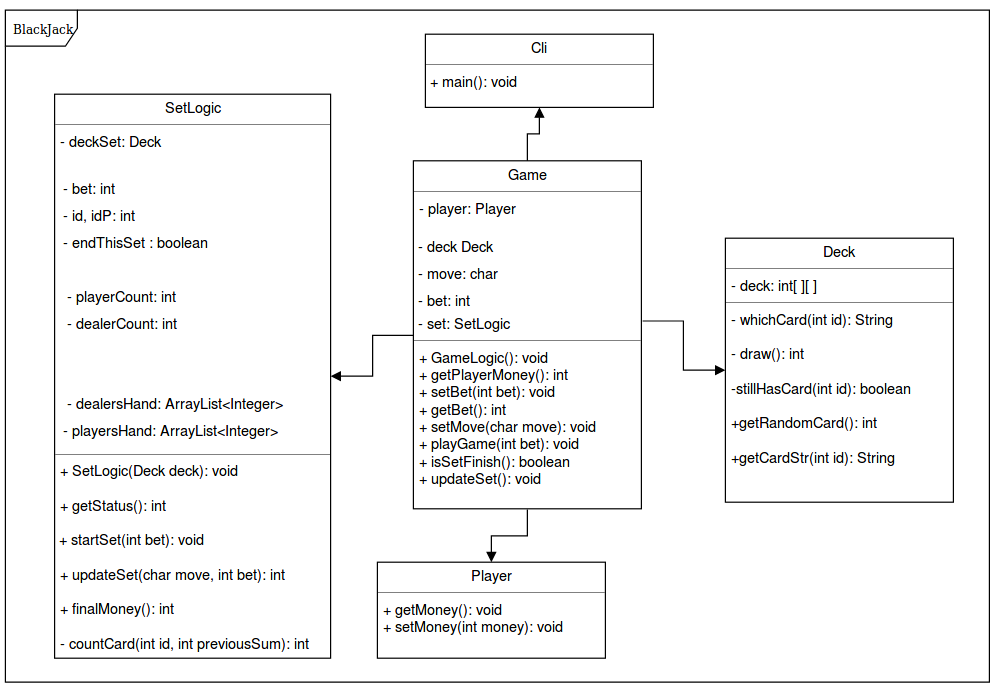 BlackJack
Cli
+ main(): void
SetLogic
- deckSet: Deck
- bet: int
- id, idP: int
- endThisSet : boolean
- playerCount: int
- dealerCount: int
- dealersHand: ArrayList<Integer>
- playersHand: ArrayList<Integer>
+ SetLogic(Deck deck): void
+ getStatus(): int
+ startSet(int bet): void
+ updateSet(char move, int bet): int
+ finalMoney(): int
- countCard(int id, int previousSum): int
Game
- player: Player
- deck Deck
- move: char
- bet: int
- set: SetLogic
+ GameLogic(): void
+ getPlayerMoney(): int
+ setBet(int bet): void
+ getBet(): int
+ setMove(char move): void
+ playGame(int bet): void
+ isSetFinish(): boolean
+ updateSet(): void
Deck
- deck: int[ ][ ]
- whichCard(int id): String
- draw(): int
-stillHasCard(int id): boolean
+getRandomCard(): int
+getCardStr(int id): String
Player
+ getMoney(): void
+ setMoney(int money): void